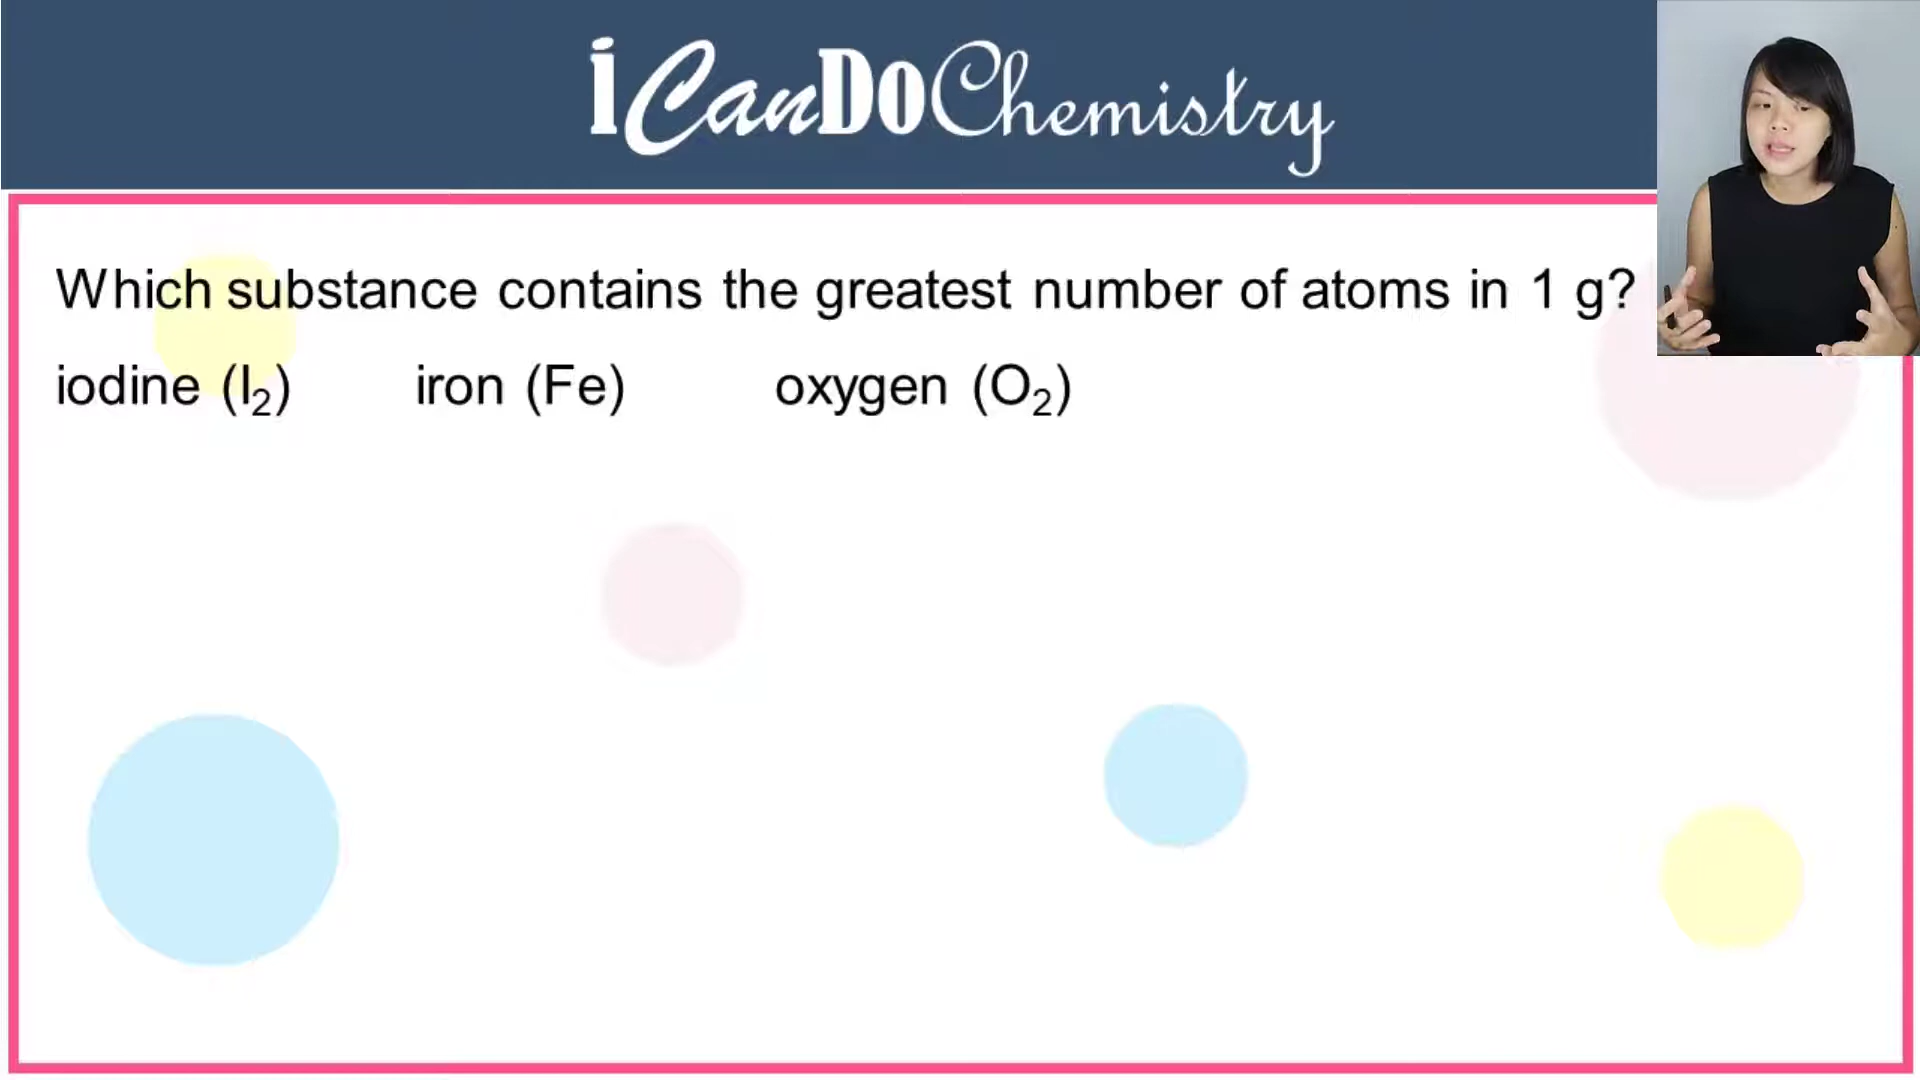 iCanDoChemistry
Which substance contains the greatest number of atoms in 1 g?
iodine (I₂) iron (Fe) oxygen (O₂)